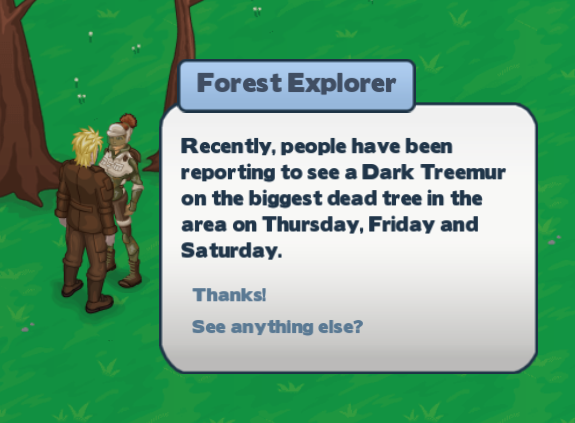 Forest Explorer
Recently, people have been
reporting to see a Dark Treemur
on the biggest dead tree in the
area on Thursday, Friday and
Saturday.
Thanks!
See anything else?